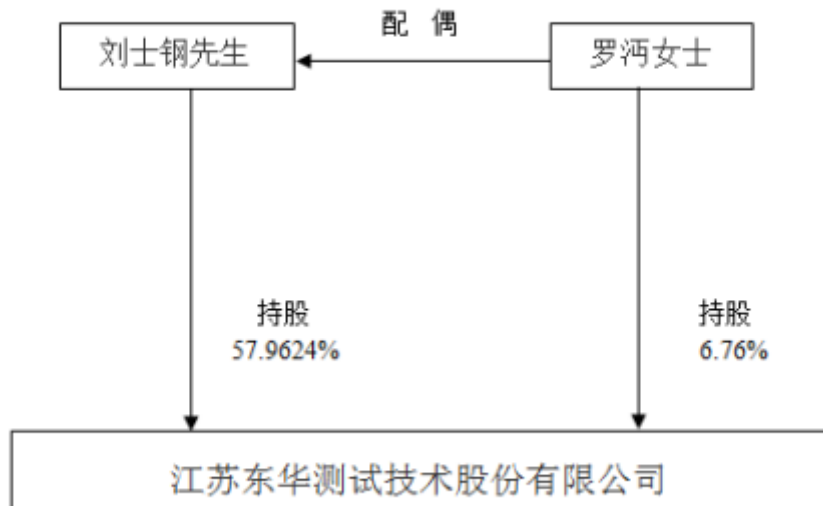 配 偶
刘士钢先生
罗沔女士
持股
57.9624%
持股
6.76%
江苏东华测试技术股份有限公司